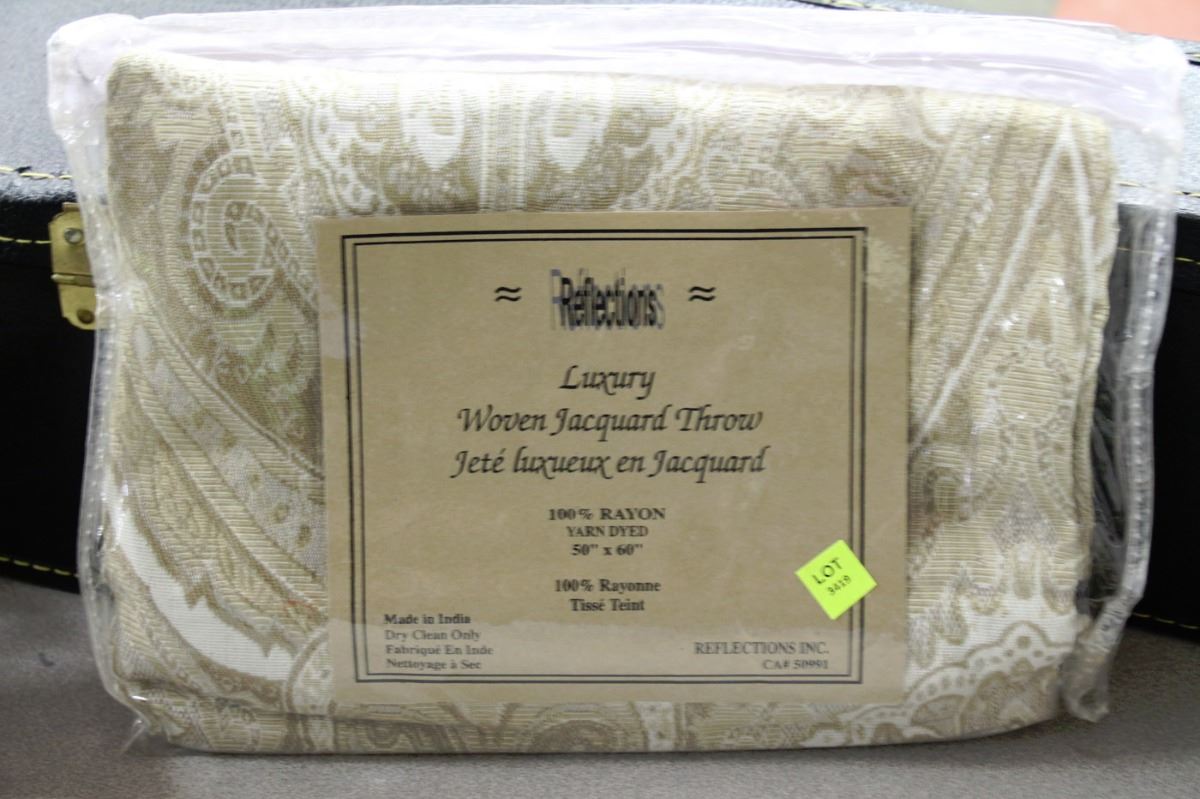 ≈ Reflections ≈
Luxury
Woven Jacquard Throw
Jeté luxueux en Jacquard
100% RAYON
YARN DYED
50" x 60"
100% Rayonne
Tissé Teint
Made in India
Dry Clean Only
Fabriqué En Inde
Nettoyage à Sec
REFLECTIONS INC.
CA# 50991
LOT
3419